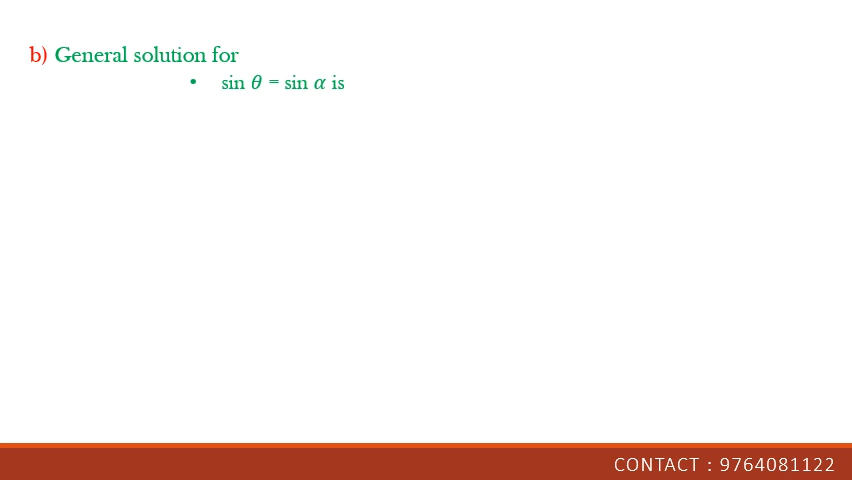 b) General solution for
• sin θ = sin α is
CONTACT : 9764081122